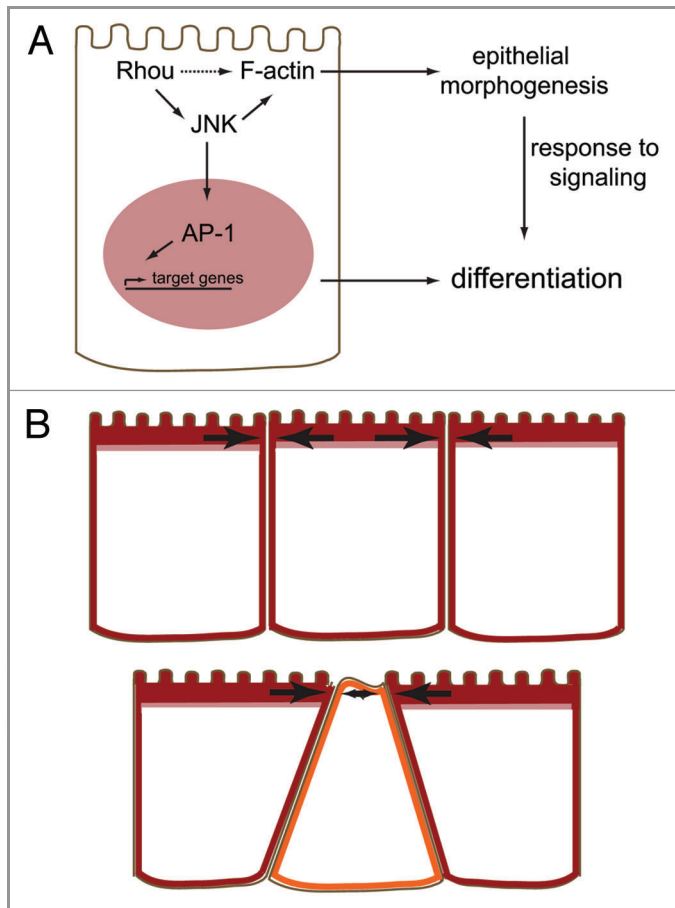 A
Rhou
F-actin
JNK
AP-1
target genes
epithelial
morphogenesis
response to
signaling
differentiation
B